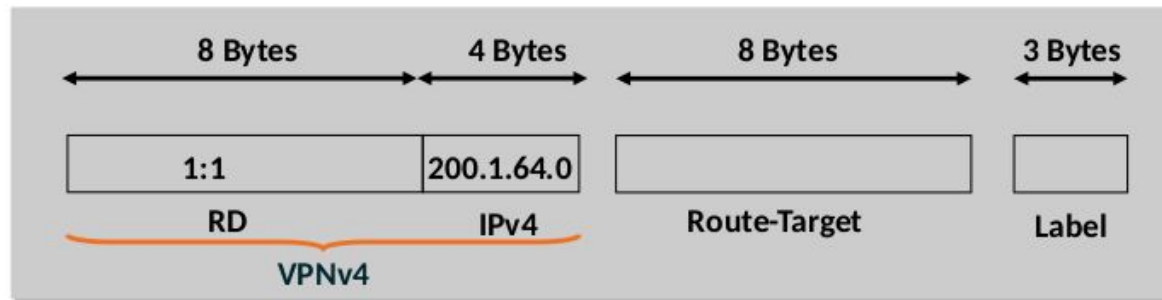 8 Bytes 4 Bytes 8 Bytes 3 Bytes
1:1 200.1.64.0
RD IPv4 Route-Target Label
VPNv4